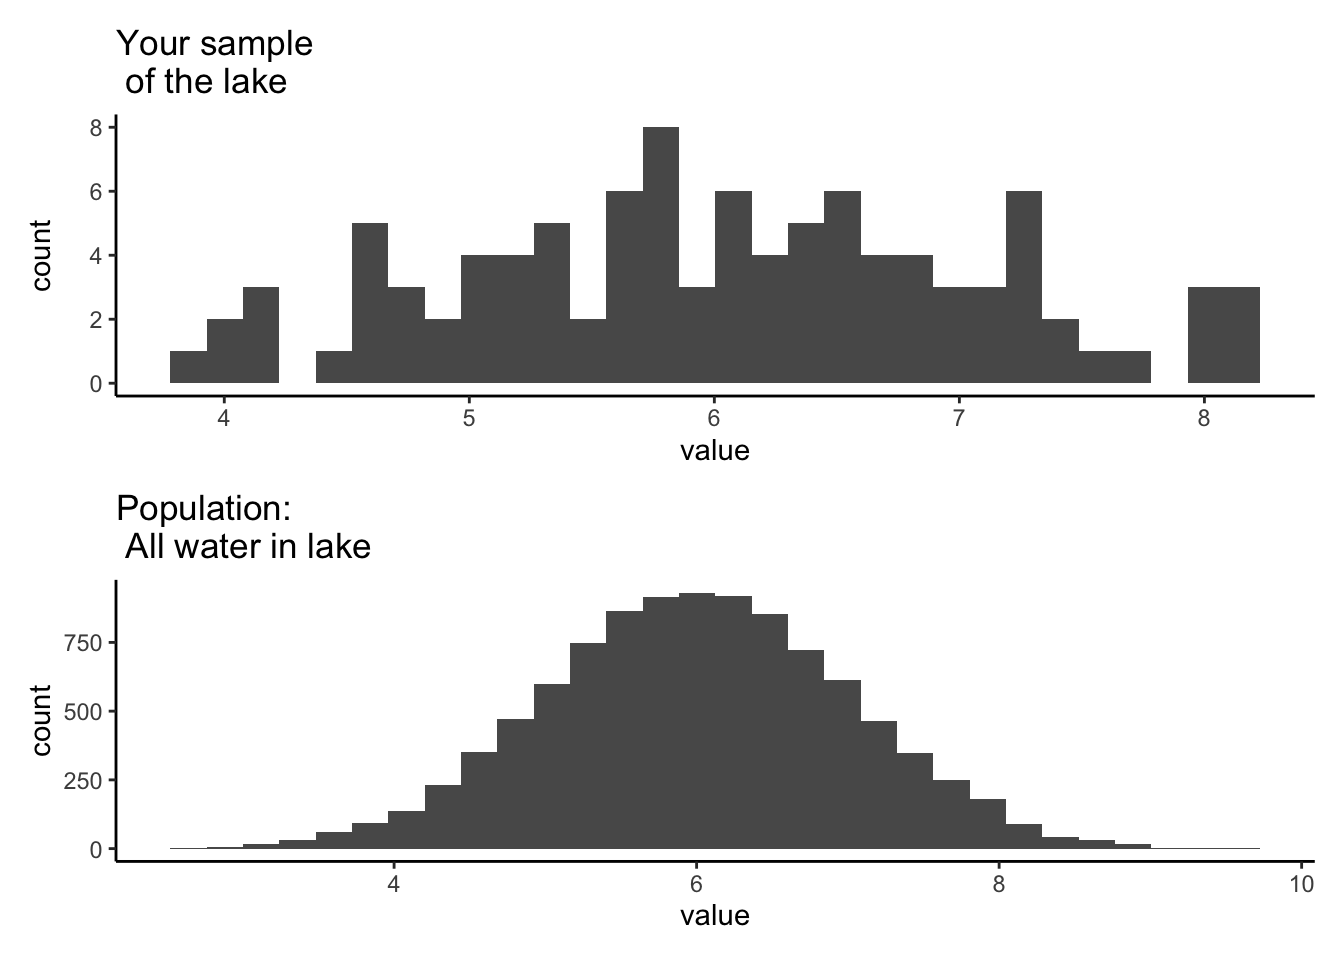 Your sample
of the lake
8
6
4
2
0
count
4 5 6 7 8
value
Population:
All water in lake
750
500
250
0
count
4 6 8 10
value